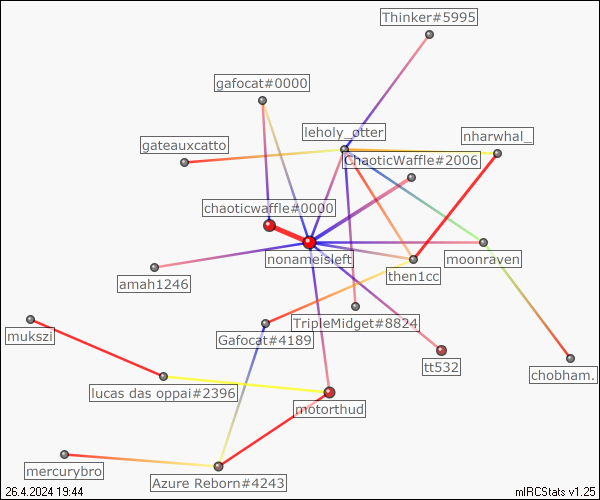 Thinker#5995
gafocat#0000
leholy_otter
nharwhal_
gateauxcatto
ChaoticWaffle#2006
chaoticwaffle#0000
nonameisleft
moonraven
then1cc
amah1246
TripleMidget#8824
mukszi
Gafocat#4189
tt532
chobham.
lucas das oppai#2396
motorthud
mercurybro
Azure Reborn#4243
26.4.2024 19:44
mIRCStats v1.25